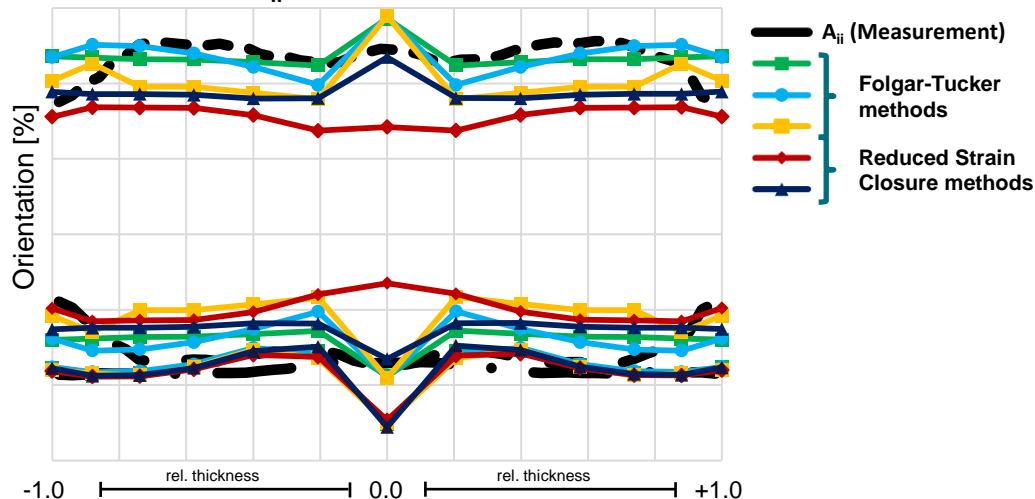 ii
Orientation [%]
Aii (Measurement)
Folgar-Tucker
methods
Reduced Strain
Closure methods
rel. thickness
rel. thickness
-1.0
0.0
+1.0